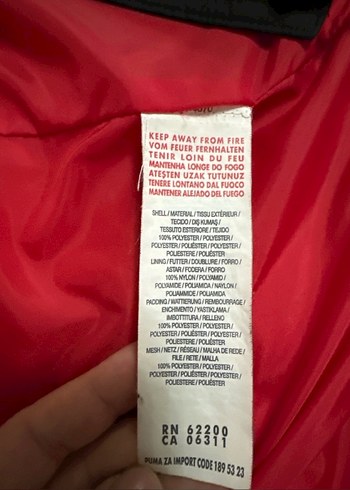 KEEP AWAY FROM FIRE
VOM FEUER FERNHALTEN
TENIR LOIN DU FEU
MANTENHA LONGE DO FOGO
ATEŞTEN UZAK TUTUNUZ
TENERE LONTANO DAL FUOCO
MANTENER ALEJADO DEL FUEGO
SHELL / MATERIAL / TISSU EXTÉRIEUR /
TECIDO / DIŞ KUMAŞ /
TESSUTO ESTERIORE / TEJIDO
100% POLYESTER / POLYESTER /
POLYESTER / POLIÉSTER / POLYESTER /
POLIESTERE / POLIÉSTER
LINING / FUTTER / DOUBLURE / FORRO /
ASTAR / FODERA / FORRO
100% NYLON / POLYAMID /
POLYAMIDE / POLIAMIDA / NAYLON /
POLIAMMIDE / POLIAMIDA
PADDING / WATTIERUNG / REMBOURRAGE /
ENCHIMENTO / YASTIKLAMA /
IMBOTTITURA / RELLENO
100% POLYESTER / POLYESTER /
POLYESTER / POLIÉSTER / POLYESTER /
POLIESTERE / POLIÉSTER
MESH / NETZ / RÉSEAU / MALHA DE REDE /
FILE / RETE / MALLA
100% POLYESTER / POLYESTER /
POLYESTER / POLIÉSTER / POLYESTER /
POLIESTERE / POLIÉSTER
RN 62200
CA 06311
PUMA ZA IMPORT CODE 189 53 23